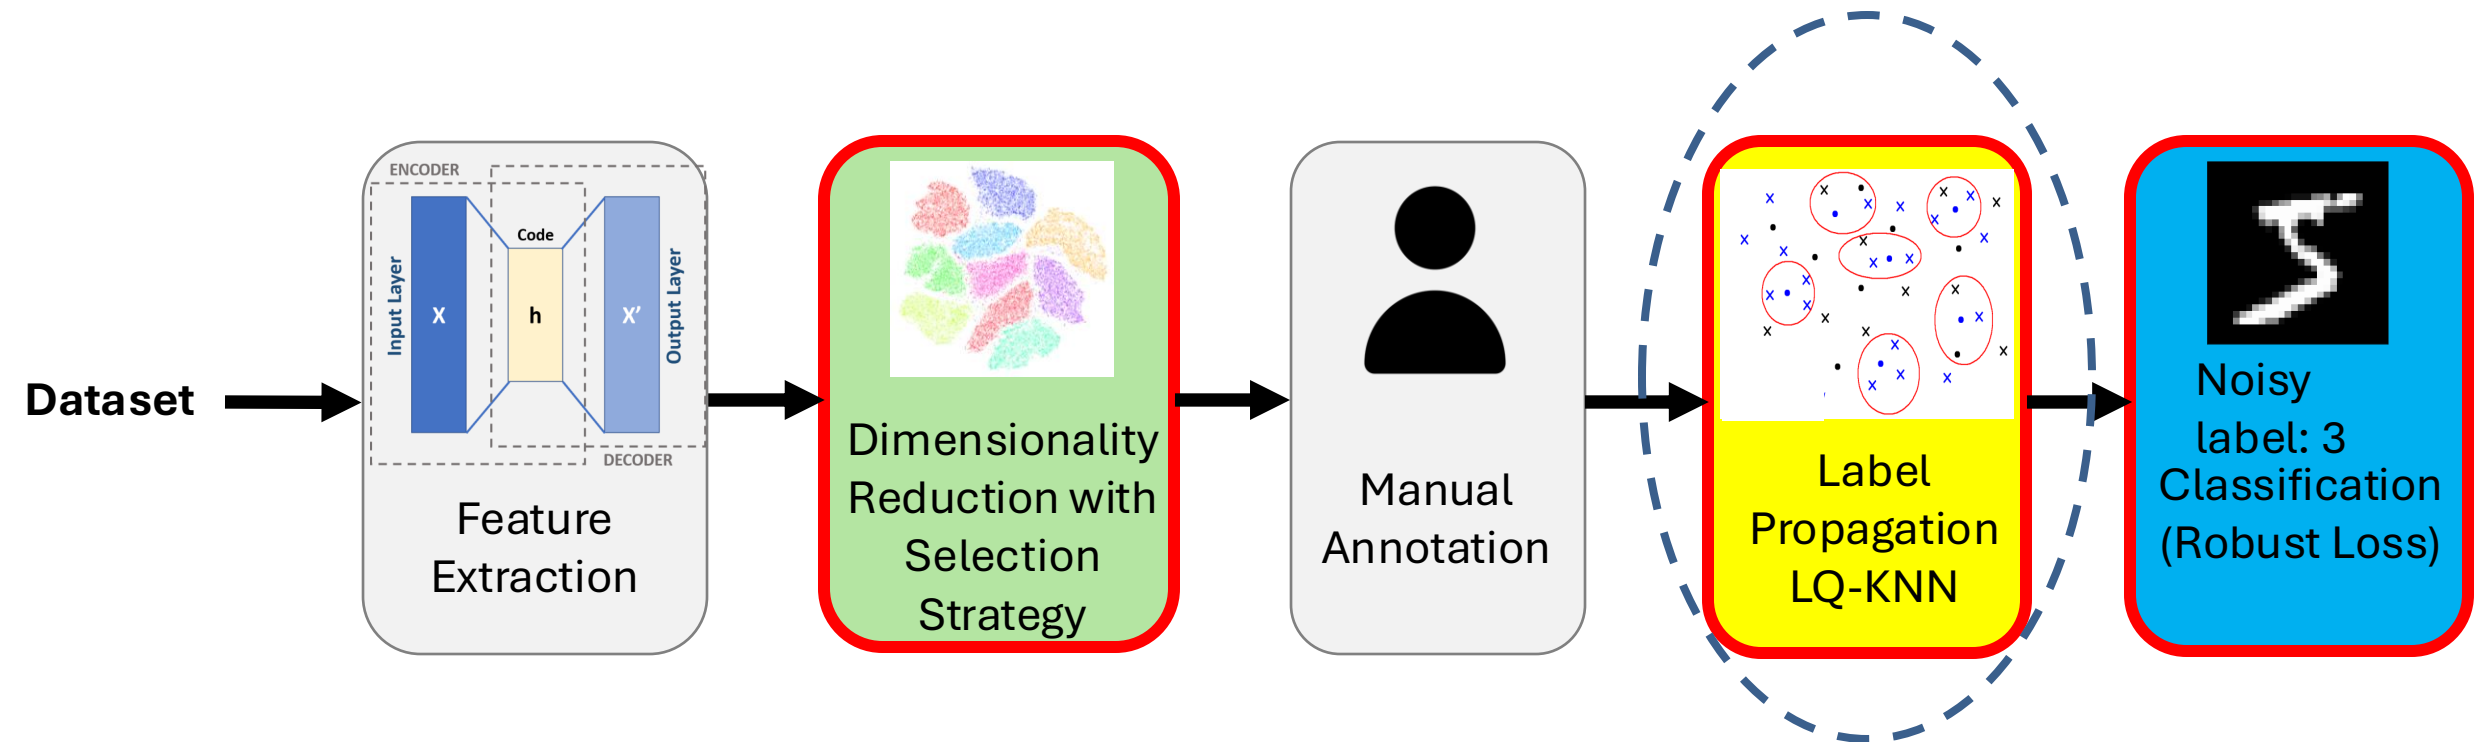 Dataset
ENCODER
Input Layer
X
Code
h
X’
Output Layer
DECODER
Feature
Extraction
Dimensionality
Reduction with
Selection
Strategy
Manual
Annotation
Label
Propagation
LQ-KNN
Noisy
label: 3
Classification
(Robust Loss)